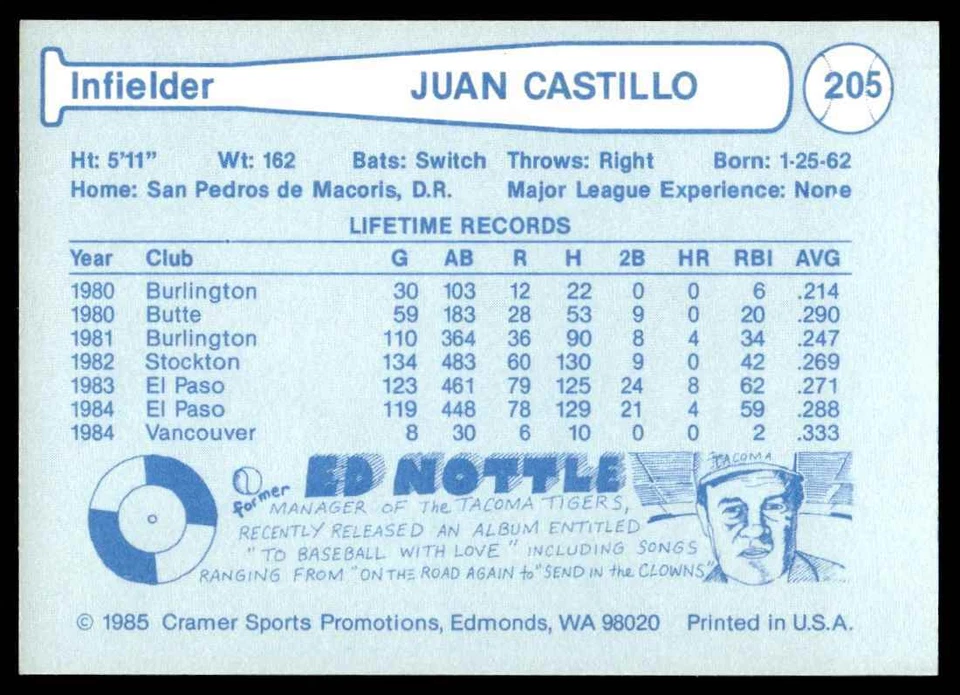 Infielder JUAN CASTILLO 205
Ht: 5'11" Wt: 162 Bats: Switch Throws: Right Born: 1-25-62
Home: San Pedros de Macoris, D.R. Major League Experience: None
LIFETIME RECORDS
Year Club G AB R H 2B HR RBI AVG
1980 Burlington 30 103 12 22 0 0 6 .214
1980 Butte 59 183 28 53 9 0 20 .290
1981 Burlington 110 364 36 90 8 4 34 .247
1982 Stockton 134 483 60 130 9 0 42 .269
1983 El Paso 123 461 79 125 24 8 62 .271
1984 El Paso 119 448 78 129 21 4 59 .288
1984 Vancouver 8 30 6 10 0 0 2 .333
former ED NOTTLE TACOMA
MANAGER OF the TACOMA TIGERS,
RECENTLY RELEASED AN ALBUM ENTITLED
"TO BASEBALL WITH LOVE" INCLUDING SONGS
RANGING FROM "ON THE ROAD AGAIN to "SEND IN the CLOWNS"
© 1985 Cramer Sports Promotions, Edmonds, WA 98020 Printed in U.S.A.